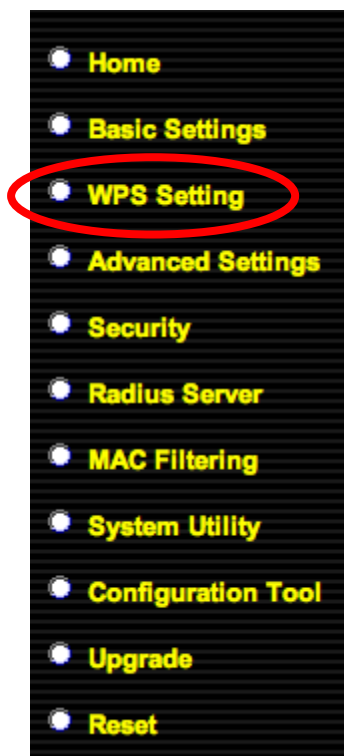 Home
Basic Settings
WPS Setting
Advanced Settings
Security
Radius Server
MAC Filtering
System Utility
Configuration Tool
Upgrade
Reset